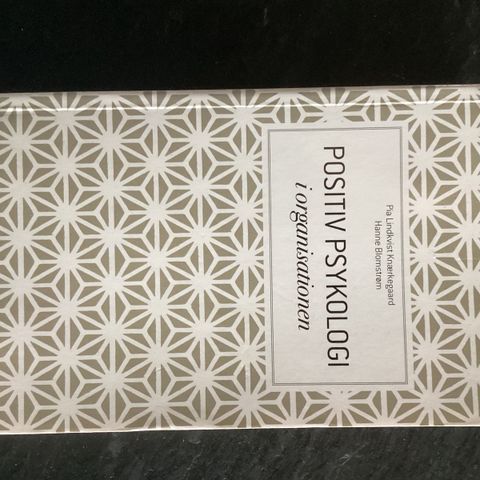 Pia Lindkvist Knærkegaard
Hanne Blomstrøm
POSITIV PSYKOLOGI
i organisationen